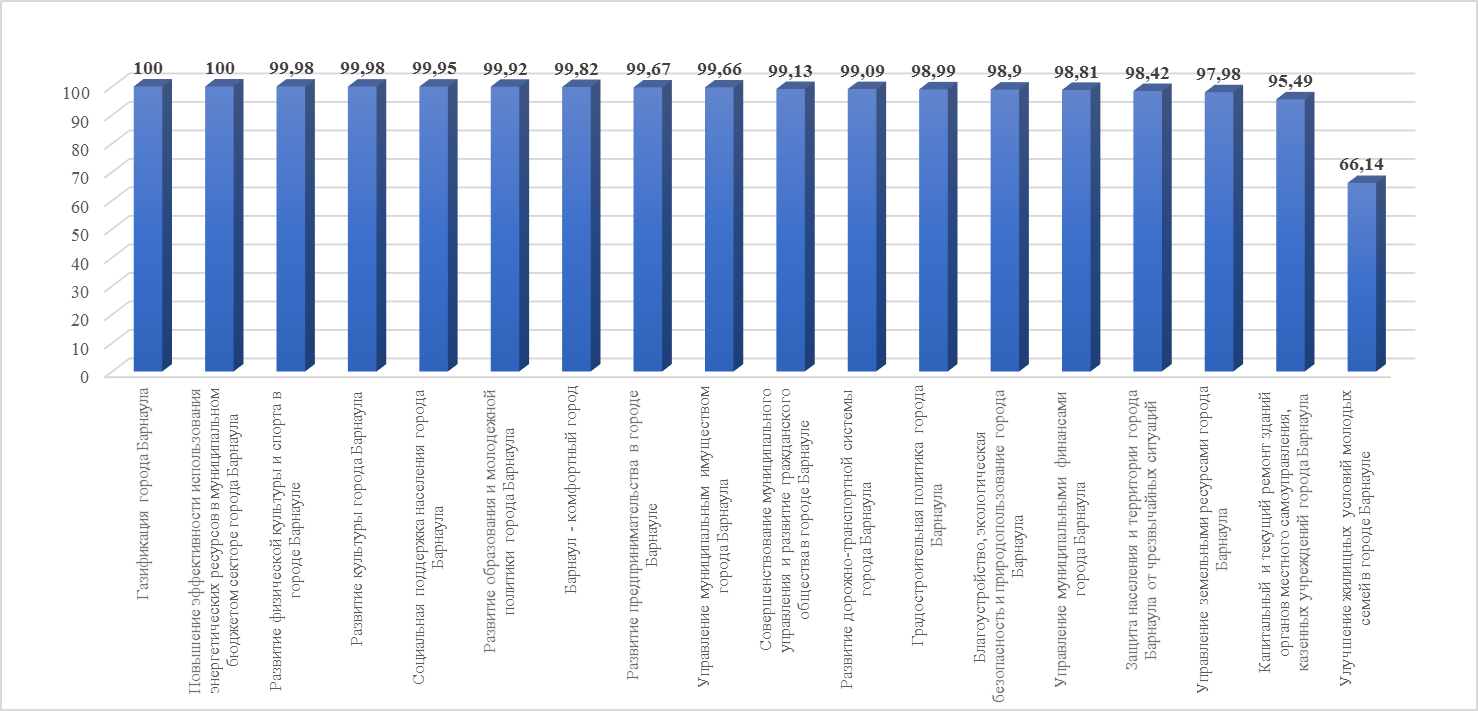 100
100
99,98
99,98
99,95
99,92
99,82
99,67
99,66
99,13
99,09
98,99
98,9
98,81
98,42
97,98
95,49
66,14
100
90
80
70
60
50
40
30
20
10
0
Газификация города Барнаула
Повышение эффективности использования
энергетических ресурсов в муниципальном
бюджетом секторе города Барнаула
Развитие физической культуры и спорта в
городе Барнауле
Развитие культуры города Барнаула
Социальная поддержка населения города
Барнаула
Развитие образования и молодежной
политики города Барнаула
Барнаул - комфортный город
Развитие предпринимательства в городе
Барнауле
Управление муниципальным имуществом
города Барнаула
Совершенствование муниципального
управления и развитие гражданского
общества в городе Барнауле
Развитие дорожно-транспортной системы
города Барнаула
Градостроительная политика города
Барнаула
Благоустройство, экологическая
безопасность и природопользование города
Барнаула
Управление муниципальными финансами
города Барнаула
Защита населения и территории города
Барнаула от чрезвычайных ситуаций
Управление земельными ресурсами города
Барнаула
Капитальный и текущий ремонт зданий
органов местного самоуправления,
казенных учреждений города Барнаула
Улучшение жилищных условий молодых
семей в городе Барнауле